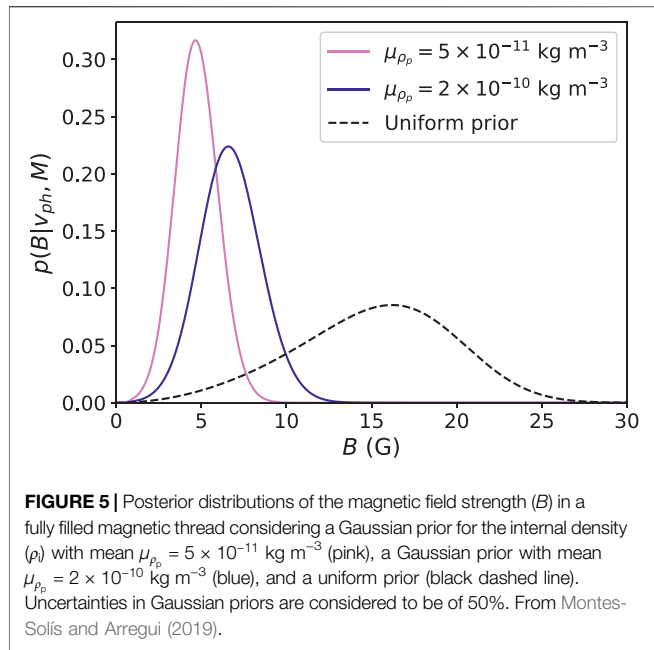 μρp = 5 × 10−11 kg m−3
μρp = 2 × 10−10 kg m−3
Uniform prior
p(B|vph, M)
0.30
0.25
0.20
0.15
0.10
0.05
0.00
0 5 10 15 20 25 30
B (G)
FIGURE 5 | Posterior distributions of the magnetic field strength (B) in a
fully filled magnetic thread considering a Gaussian prior for the internal density
(ρi) with mean μρp = 5 × 10−11 kg m−3 (pink), a Gaussian prior with mean
μρp = 2 × 10−10 kg m−3 (blue), and a uniform prior (black dashed line).
Uncertainties in Gaussian priors are considered to be of 50%. From Montes-
Solís and Arregui (2019).